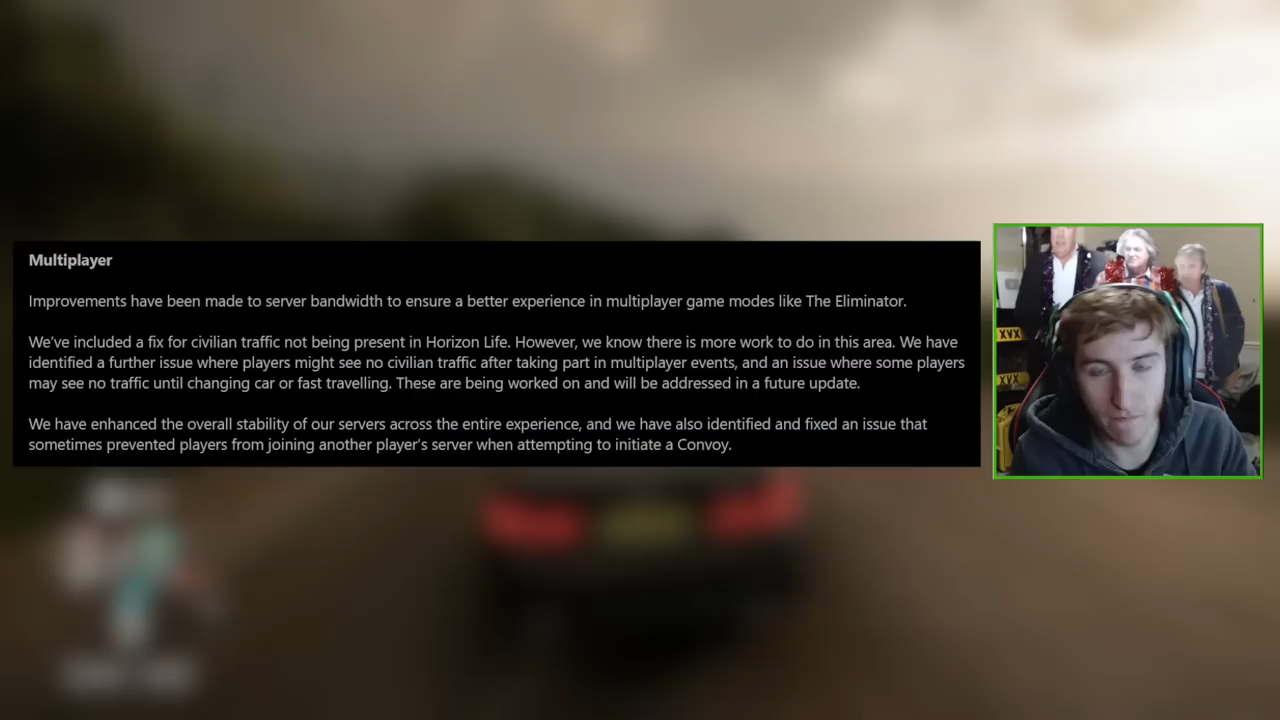 Multiplayer
Improvements have been made to server bandwidth to ensure a better experience in multiplayer game modes like The Eliminator.
We've included a fix for civilian traffic not being present in Horizon Life. However, we know there is more work to do in this area. We have
identified a further issue where players might see no civilian traffic after taking part in multiplayer events, and an issue where some players
may see no traffic until changing car or fast travelling. These are being worked on and will be addressed in a future update.
We have enhanced the overall stability of our servers across the entire experience, and we have also identified and fixed an issue that
sometimes prevented players from joining another player's server when attempting to initiate a Convoy.
XVX
XVX